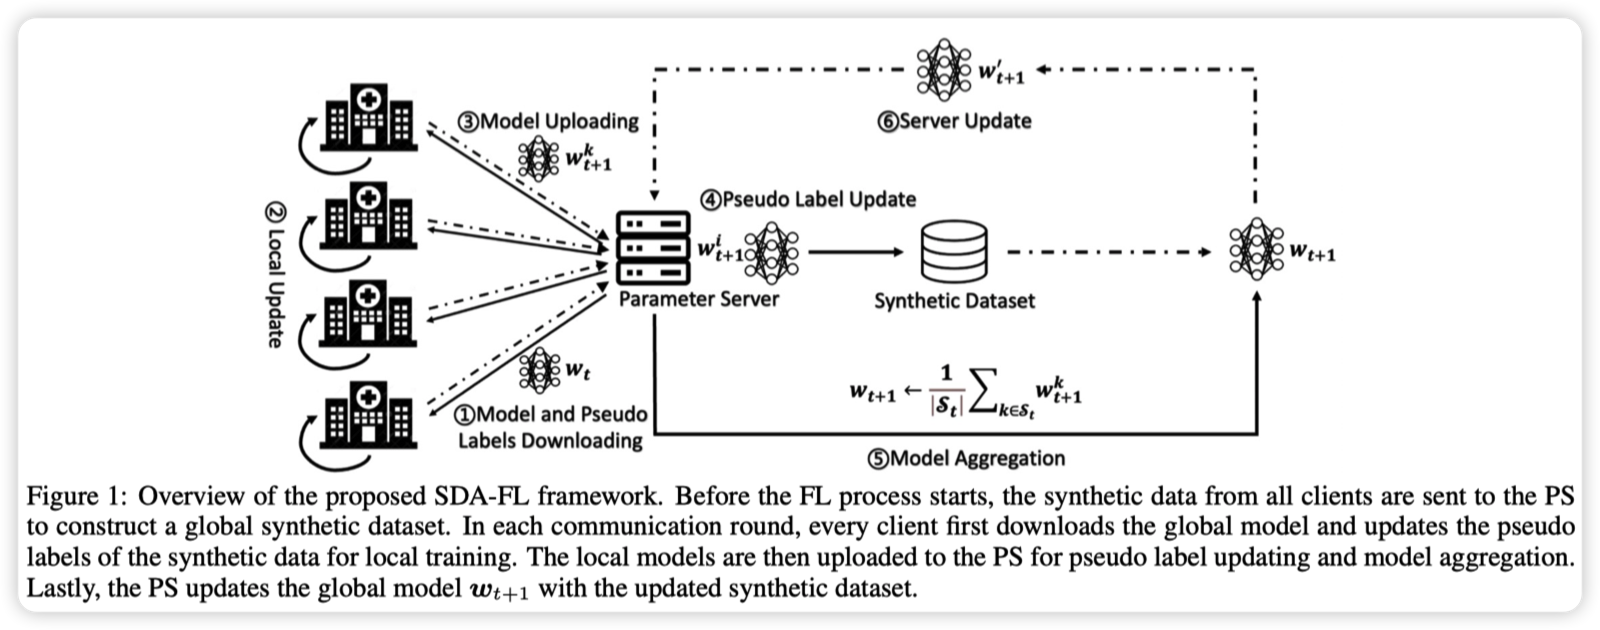 ③Model Uploading
w^k_{t+1}
② Local Update
w_t
①Model and Pseudo
Labels Downloading
Parameter Server
④Pseudo Label Update
w^i_{t+1}
Synthetic Dataset
w'_{t+1}
⑥Server Update
w_{t+1}
w_{t+1} ← 1/|S_t| ∑_{k∈S_t} w^k_{t+1}
⑤Model Aggregation
Figure 1: Overview of the proposed SDA-FL framework. Before the FL process starts, the synthetic data from all clients are sent to the PS
to construct a global synthetic dataset. In each communication round, every client first downloads the global model and updates the pseudo
labels of the synthetic data for local training. The local models are then uploaded to the PS for pseudo label updating and model aggregation.
Lastly, the PS updates the global model w_{t+1} with the updated synthetic dataset.